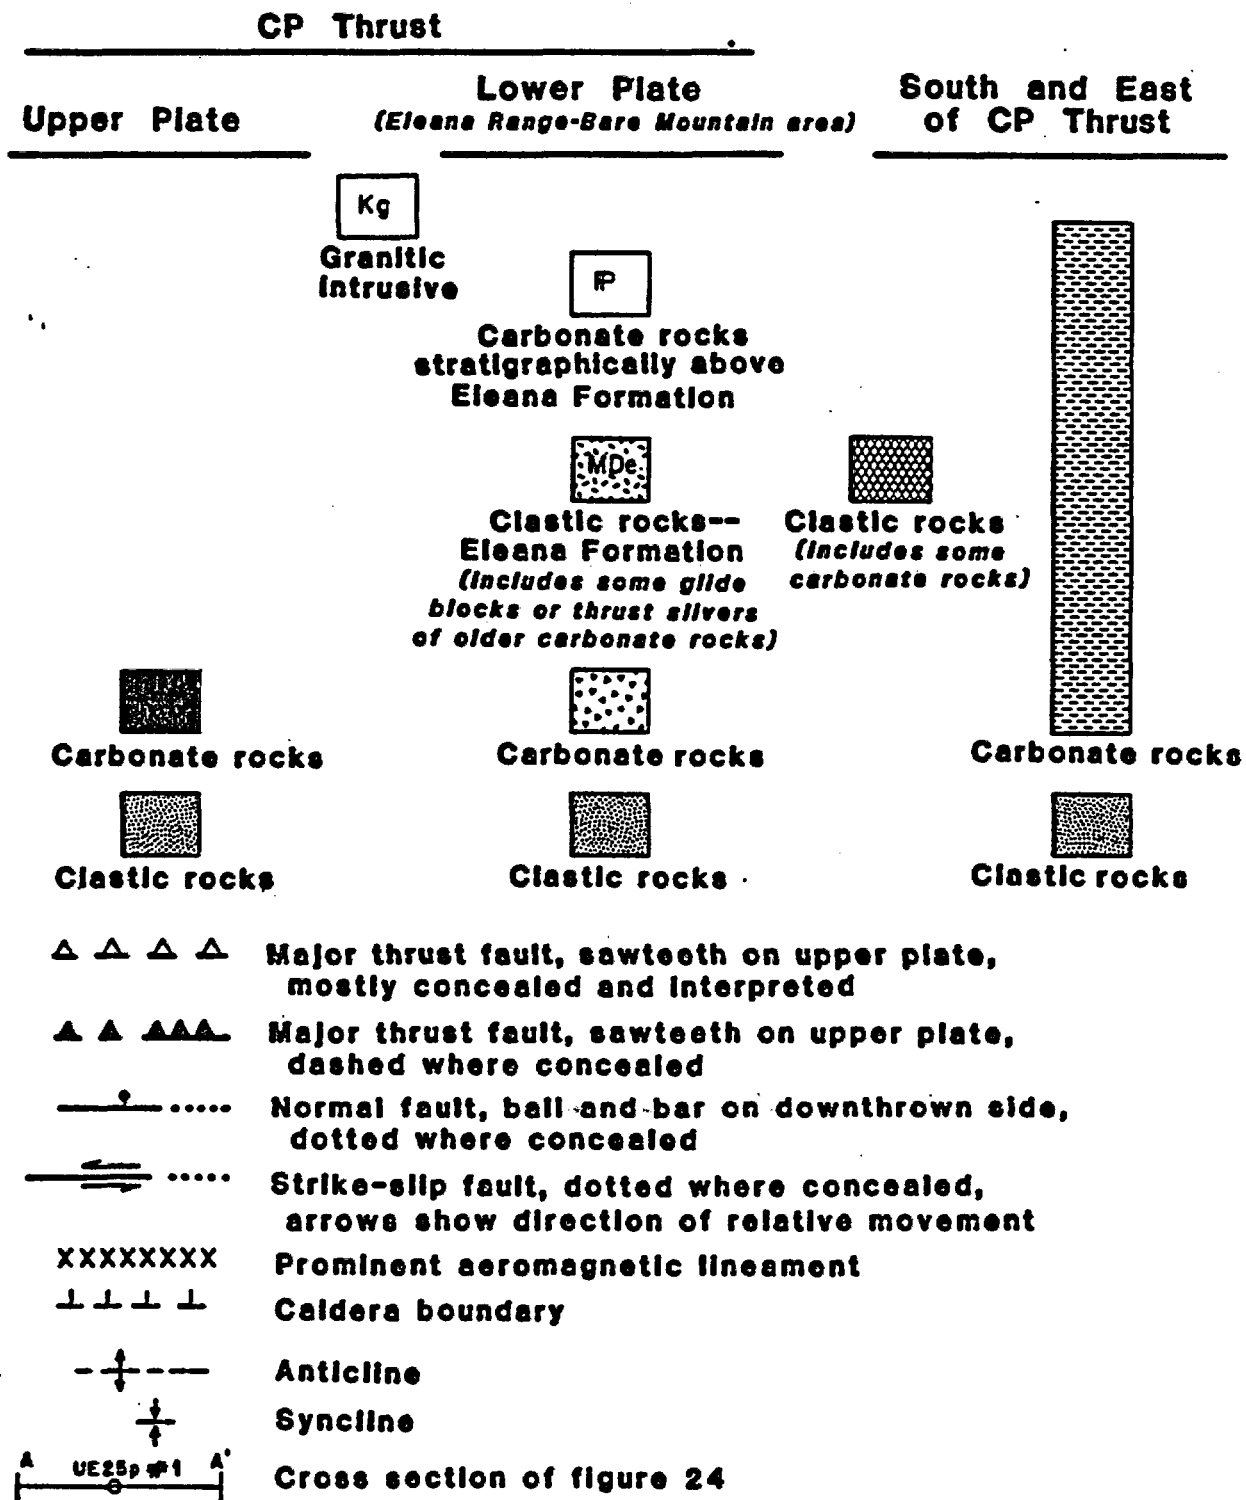 CP Thrust
Upper Plate
Lower Plate
(Eleana Range-Bare Mountain area)
South and East
of CP Thrust
Kg
Granitic
Intrusive
IP
Carbonate rocks
stratigraphically above
Eleana Formation
MDe
Clastic rocks--
Eleana Formation
(includes some glide
blocks or thrust slivers
of older carbonate rocks)
Clastic rocks
(includes some
carbonate rocks)
Carbonate rocks
Carbonate rocks
Carbonate rocks
Clastic rocks
Clastic rocks
Clastic rocks
Major thrust fault, sawteeth on upper plate,
mostly concealed and interpreted
Major thrust fault, sawteeth on upper plate,
dashed where concealed
Normal fault, ball and bar on downthrown side,
dotted where concealed
Strike-slip fault, dotted where concealed,
arrows show direction of relative movement
XXXXXXXX Prominent aeromagnetic lineament
Caldera boundary
Anticline
Syncline
A UE25p #1 A'
Cross section of figure 24